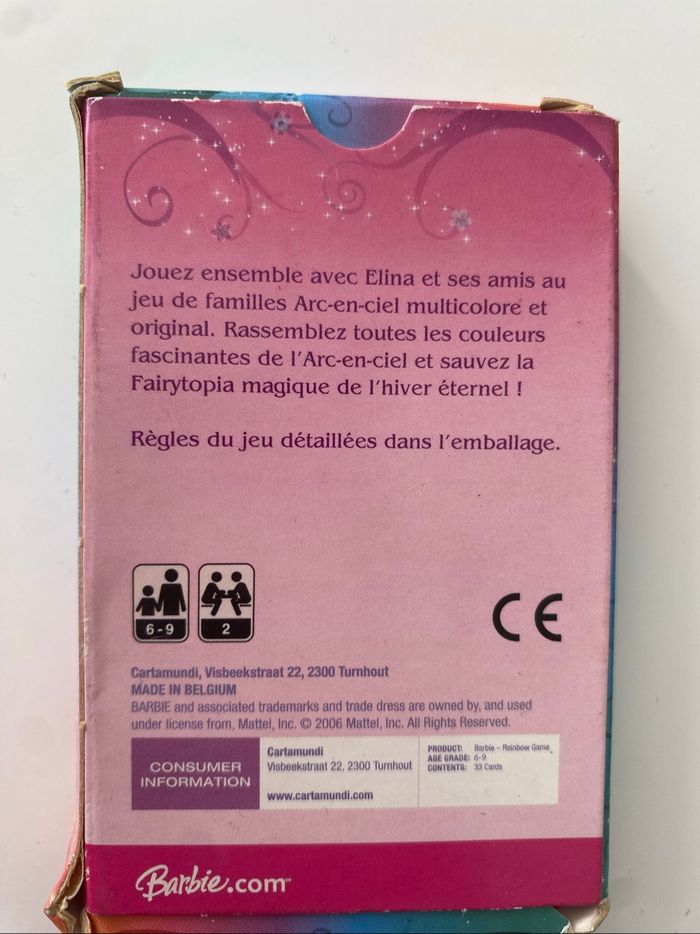 Jouez ensemble avec Elina et ses amis au
jeu de familles Arc-en-ciel multicolore et
original. Rassemblez toutes les couleurs
fascinantes de l'Arc-en-ciel et sauvez la
Fairytopia magique de l'hiver éternel !
Règles du jeu détaillées dans l'emballage.
6-9
2
CE
Cartamundi, Visbeekstraat 22, 2300 Turnhout
MADE IN BELGIUM
BARBIE and associated trademarks and trade dress are owned by, and used
under license from, Mattel, Inc. © 2006 Mattel, Inc. All Rights Reserved.
CONSUMER
INFORMATION
Cartamundi
Visbeekstraat 22, 2300 Turnhout
www.cartamundi.com
PRODUCT: Barbie – Rainbow Game
AGE GRADE: 6-9
CONTENTS: 33 Cards
Barbie.com™